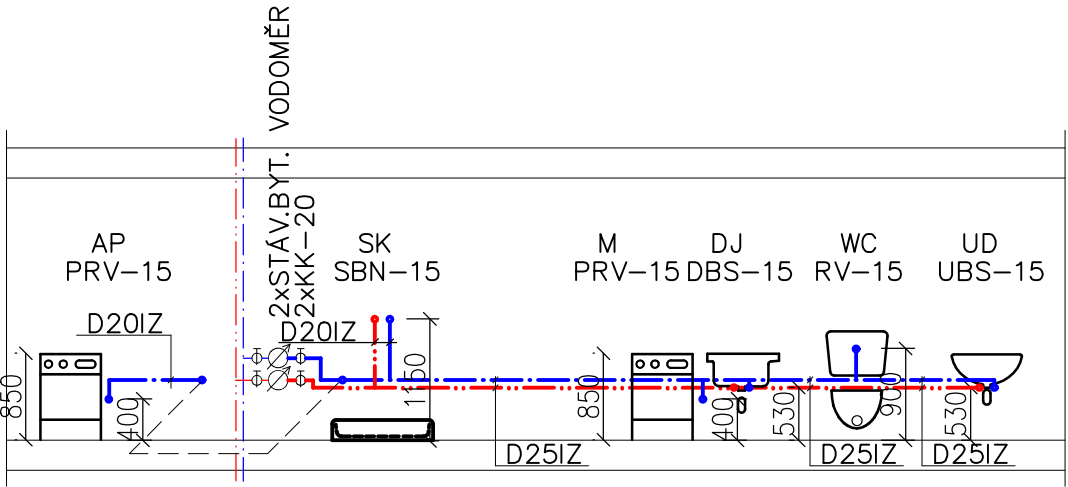 2xSTÁV.BYT. VODOMĚR
2xKK-20
AP
PRV-15
SK
SBN-15
M
PRV-15
DJ
DBS-15
WC
RV-15
UD
UBS-15
D20IZ
D20IZ
850
400
1150
850
400
530
900
530
D25IZ
D25IZ
D25IZ